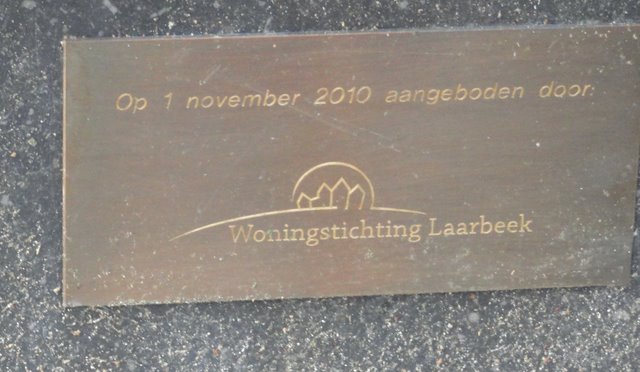 Op 1 november 2010 aangeboden door:
Woningstichting Laarbeek